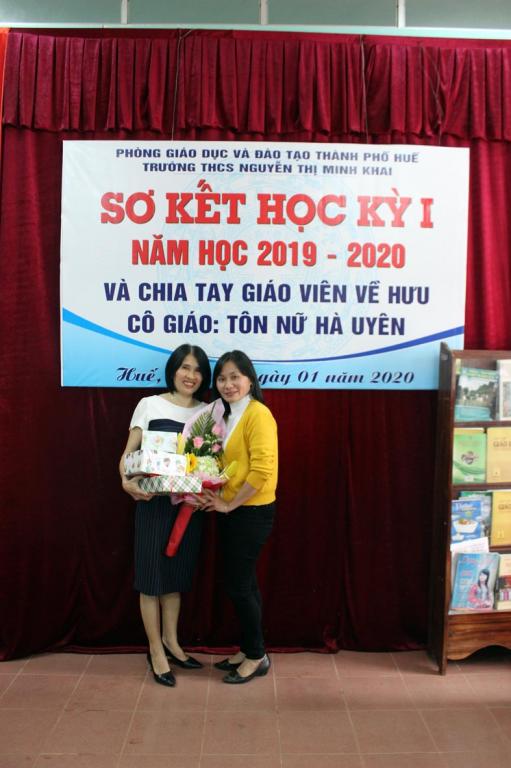 PHÒNG GIÁO DỤC VÀ ĐÀO TẠO THÀNH PHỐ HUẾ
TRƯỜNG THCS NGUYỄN THỊ MINH KHAI
SƠ KẾT HỌC KỲ I
NĂM HỌC 2019 - 2020
VÀ CHIA TAY GIÁO VIÊN VỀ HƯU
CÔ GIÁO: TÔN NỮ HÀ UYÊN
Huế, gày 01 năm 2020